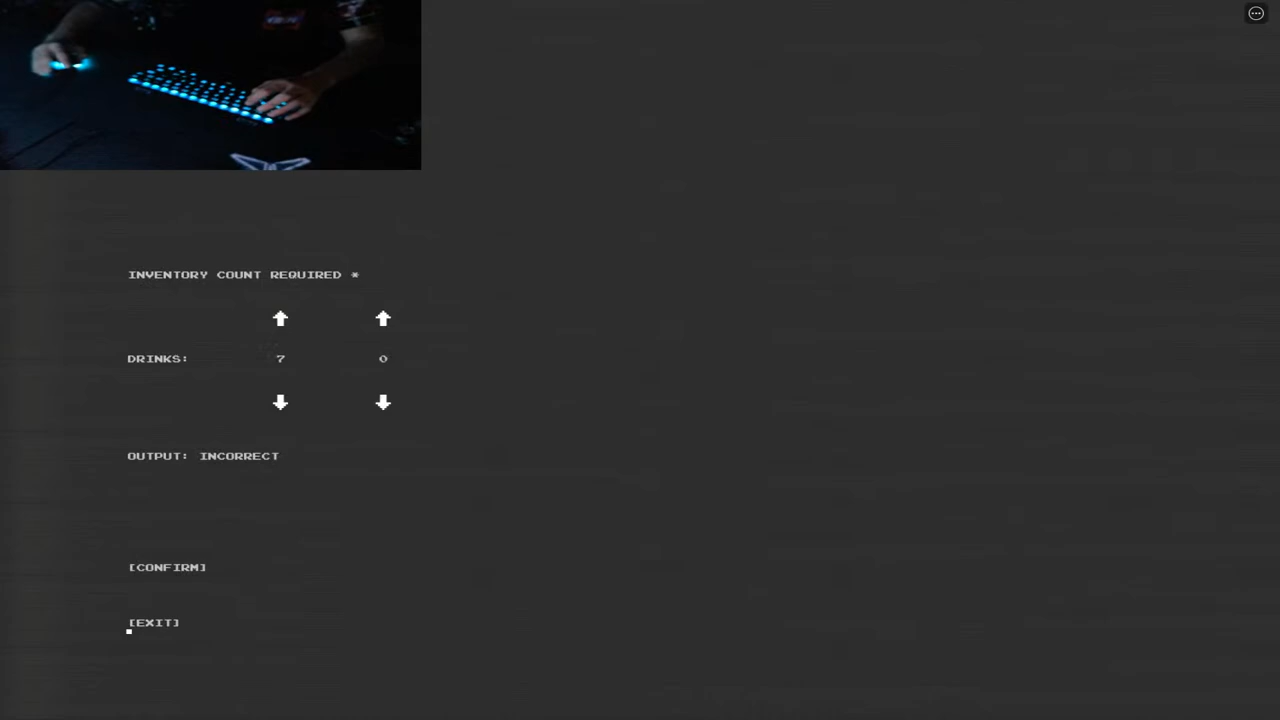 INVENTORY COUNT REQUIRED *
DRINKS: 7 0
OUTPUT: INCORRECT
[CONFIRM]
[EXIT]